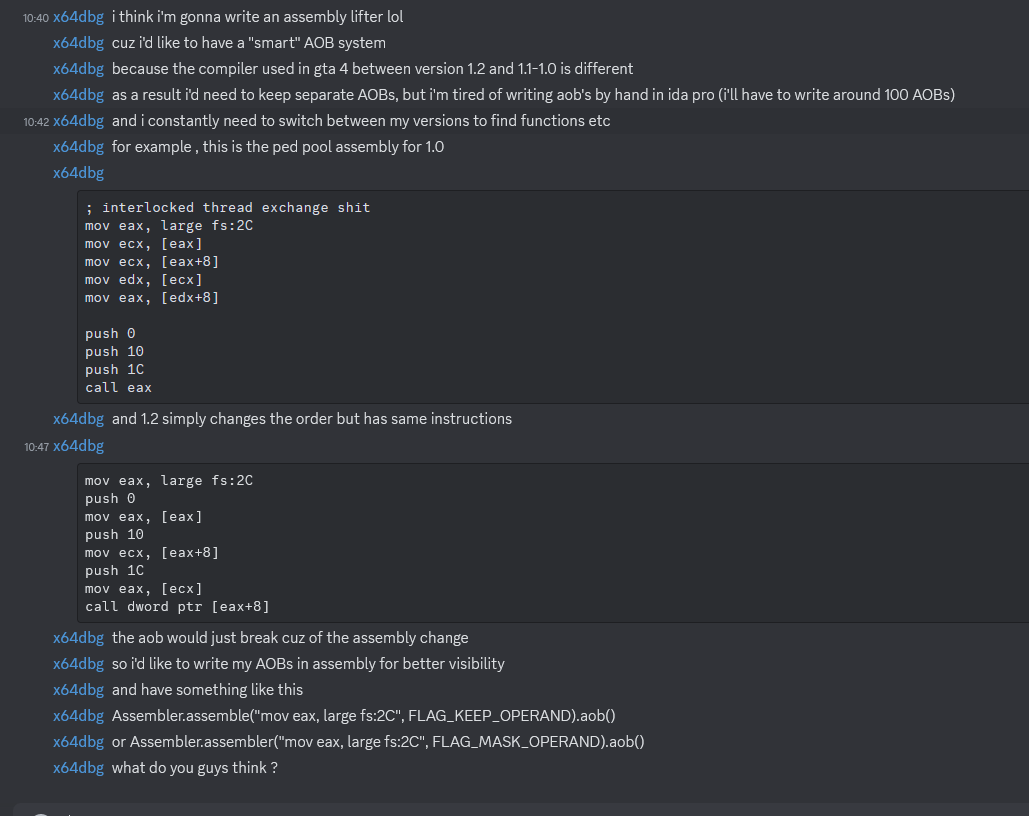 10:40 x64dbg i think i'm gonna write an assembly lifter lol
x64dbg cuz i'd like to have a "smart" AOB system
x64dbg because the compiler used in gta 4 between version 1.2 and 1.1-1.0 is different
x64dbg as a result i'd need to keep separate AOBs, but i'm tired of writing aob's by hand in ida pro (i'll have to write around 100 AOBs)
10:42 x64dbg and i constantly need to switch between my versions to find functions etc
x64dbg for example , this is the ped pool assembly for 1.0
x64dbg
; interlocked thread exchange shit
mov eax, large fs:2C
mov ecx, [eax]
mov ecx, [eax+8]
mov edx, [ecx]
mov eax, [edx+8]
push 0
push 10
push 1C
call eax
x64dbg and 1.2 simply changes the order but has same instructions
10:47 x64dbg
mov eax, large fs:2C
push 0
mov eax, [eax]
push 10
mov ecx, [eax+8]
push 1C
mov eax, [ecx]
call dword ptr [eax+8]
x64dbg the aob would just break cuz of the assembly change
x64dbg so i'd like to write my AOBs in assembly for better visibility
x64dbg and have something like this
x64dbg Assembler.assemble("mov eax, large fs:2C", FLAG_KEEP_OPERAND).aob()
x64dbg or Assembler.assembler("mov eax, large fs:2C", FLAG_MASK_OPERAND).aob()
x64dbg what do you guys think ?